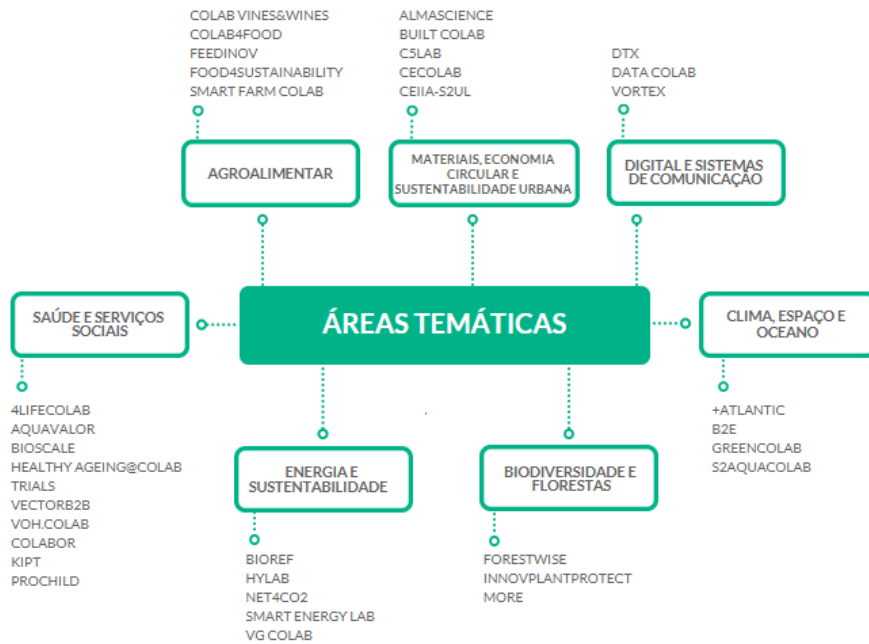 COLAB VINES&WINES
COLAB4FOOD
FEEDINOV
FOOD4SUSTAINABILITY
SMART FARM COLAB
ALMASCIENCE
BUILT COLAB
C5LAB
CECOLAB
CEIIA-S2UL
DTX
DATA COLAB
VORTEX
AGROALIMENTAR
MATERIAIS, ECONOMIA
CIRCULAR E
SUSTENTABILIDADE URBANA
DIGITAL E SISTEMAS
DE COMUNICAÇÃO
SAÚDE E SERVIÇOS
SOCIAIS
ÁREAS TEMÁTICAS
CLIMA, ESPAÇO E
OCEANO
4LIFECOLAB
AQUAVALOR
BIOSCALE
HEALTHY AGEING@COLAB
TRIALS
VECTORB2B
VOH.COLAB
COLABOR
KIPT
PROCHILD
ENERGIA E
SUSTENTABILIDADE
BIODIVERSIDADE E
FLORESTAS
+ATLANTIC
B2E
GREENCOLAB
S2AQUACOLAB
BIOREF
HYLAB
NET4CO2
SMART ENERGY LAB
VG COLAB
FORESTWISE
INNOVPLANTPROTECT
MORE